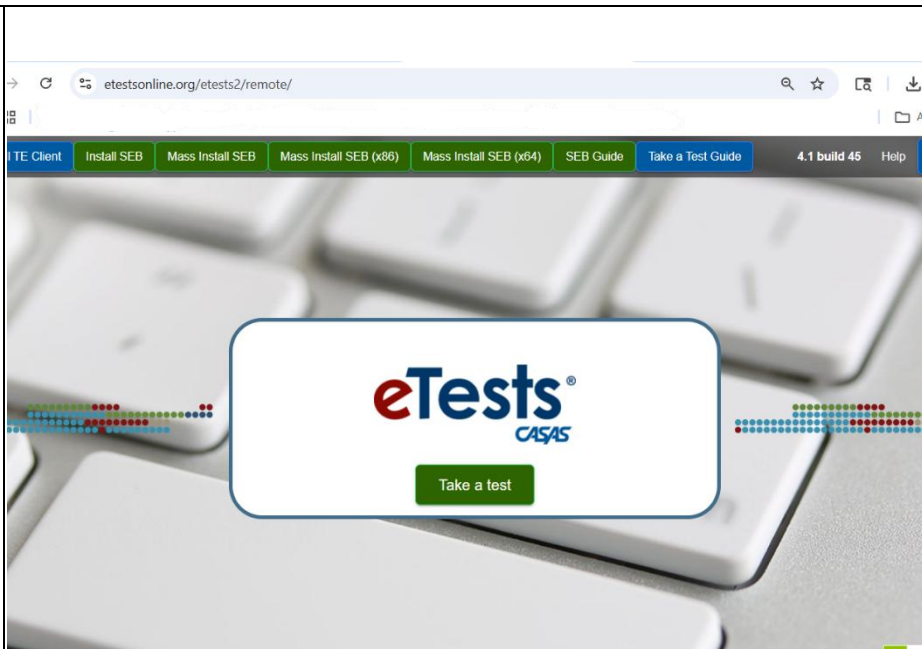 etestsonline.org/etests2/remote/
TE Client Install SEB Mass Install SEB Mass Install SEB (x86) Mass Install SEB (x64) SEB Guide Take a Test Guide 4.1 build 45 Help
eTests®
CASAS
Take a test